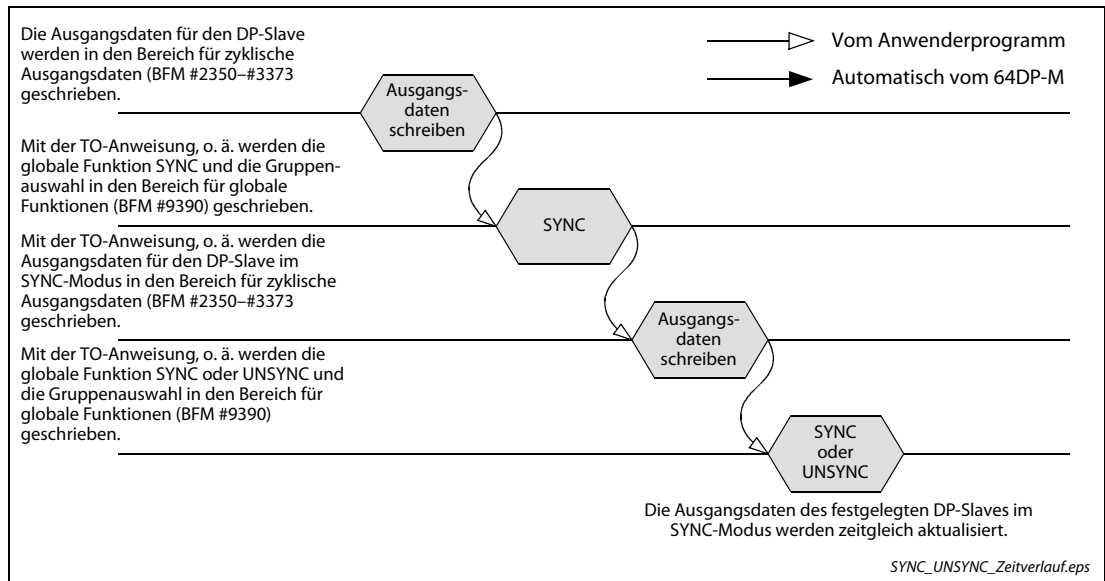 Die Ausgangsdaten für den DP-Slave
werden in den Bereich für zyklische
Ausgangsdaten (BFM #2350–#3373
geschrieben.
Vom Anwenderprogramm
Automatisch vom 64DP-M
Ausgangs-
daten
schreiben
Mit der TO-Anweisung, o. ä. werden die
globale Funktion SYNC und die Gruppen-
auswahl in den Bereich für globale
Funktionen (BFM #9390) geschrieben.
SYNC
Mit der TO-Anweisung, o. ä. werden die
Ausgangsdaten für den DP-Slave im
SYNC-Modus in den Bereich für zyklische
Ausgangsdaten (BFM #2350–#3373
geschrieben.
Ausgangs-
daten
schreiben
Mit der TO-Anweisung, o. ä. werden die
globale Funktion SYNC oder UNSYNC und
die Gruppenauswahl in den Bereich für
globale Funktionen (BFM #9390)
geschrieben.
SYNC
oder
UNSYNC
Die Ausgangsdaten des festgelegten DP-Slaves im
SYNC-Modus werden zeitgleich aktualisiert.
SYNC_UNSYNC_Zeitverlauf.eps